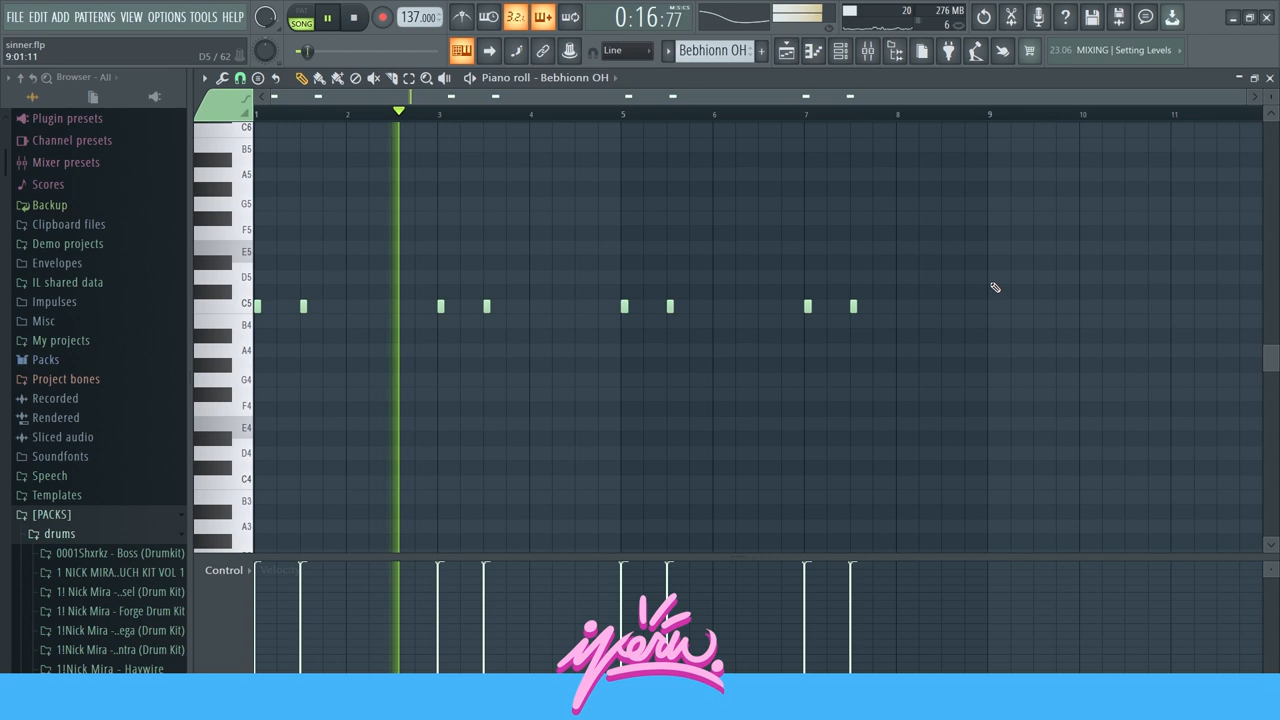 FILE EDIT ADD PATTERNS VIEW OPTIONS TOOLS HELP
PAT
SONG
137.000
3.2.
0:16:77
20
276 MB
6
sinner.flp
9:01:11
D5 / 62
Line
Bebhionn OH
23.06 MIXING | Setting Levels
Browser - All
Piano roll - Bebhionn OH
1 2 3 4 5 6 7 8 9 10 11 12
Plugin presets
Channel presets
Mixer presets
Scores
Backup
Clipboard files
Demo projects
Envelopes
IL shared data
Impulses
Misc
My projects
Packs
Project bones
Recorded
Rendered
Sliced audio
Soundfonts
Speech
Templates
[PACKS]
drums
0001Shxrkz - Boss (Drumkit)
1 NICK MIRA..UCH KIT VOL 1
1! Nick Mira -..sel (Drum Kit)
1! Nick Mira - Forge Drum Kit
1!Nick Mira -..ega (Drum Kit)
1!Nick Mira -..ntra (Drum Kit)
1!Nick Mira - Haywire
C6
B5
A5
G5
F5
E5
D5
C5
B4
A4
G4
F4
E4
D4
C4
B3
A3
Control
Velocity